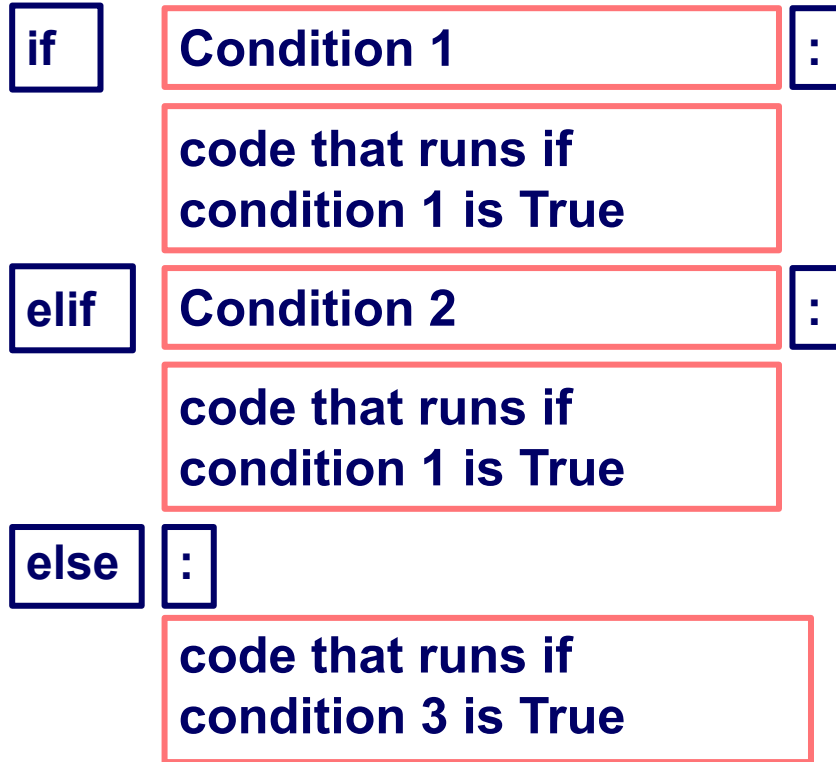 if Condition 1 :
code that runs if
condition 1 is True
elif Condition 2 :
code that runs if
condition 1 is True
else :
code that runs if
condition 3 is True